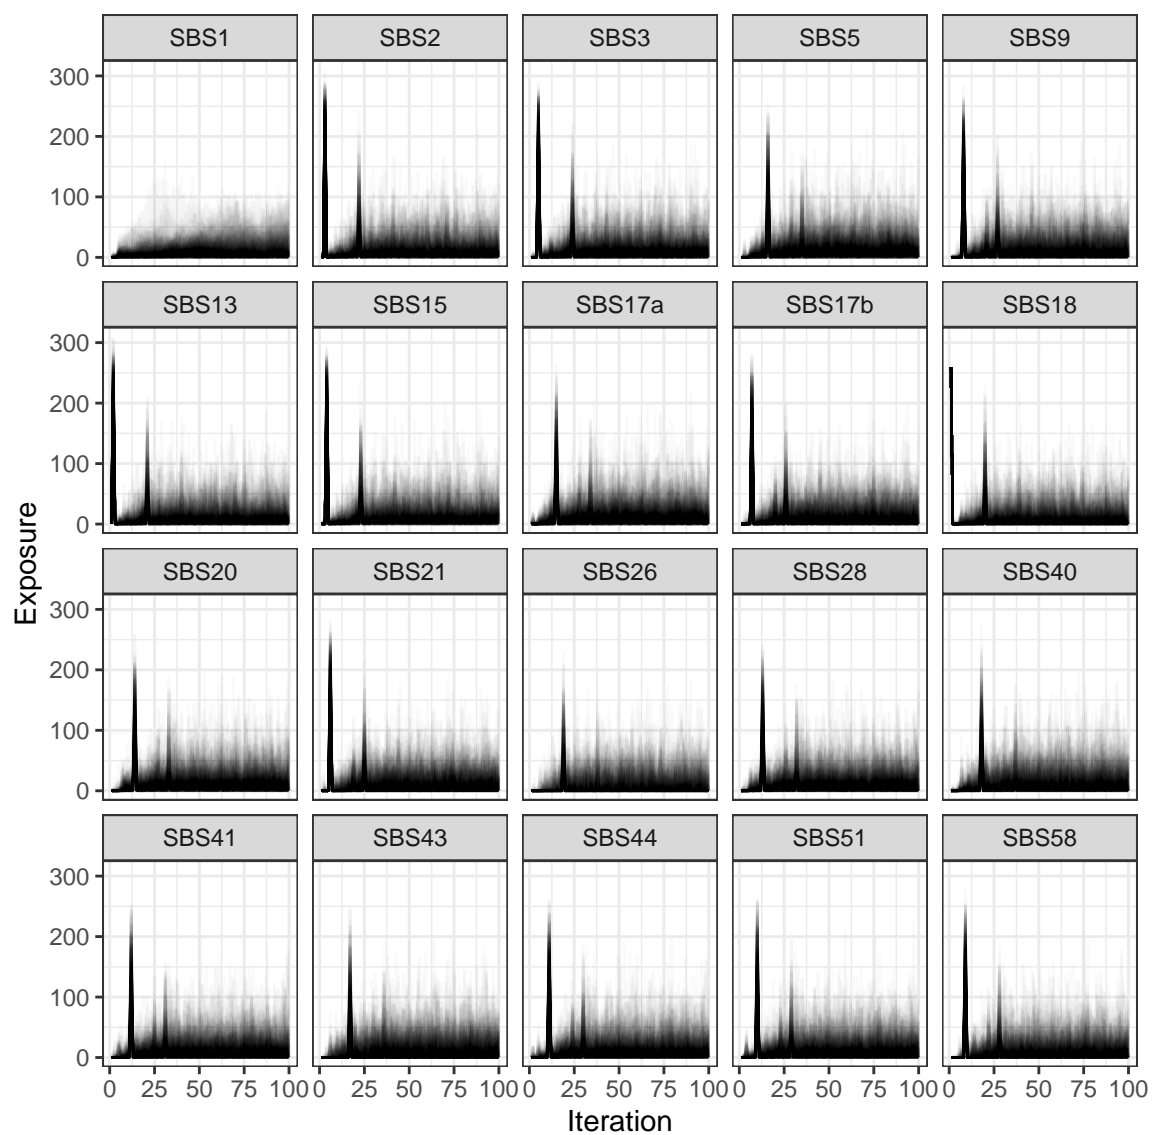 SBS1 SBS2 SBS3 SBS5 SBS9
300
200
100
0
SBS13 SBS15 SBS17a SBS17b SBS18
300
200
100
0
Exposure
SBS20 SBS21 SBS26 SBS28 SBS40
300
200
100
0
SBS41 SBS43 SBS44 SBS51 SBS58
300
200
100
0
0 25 50 75 100 0 25 50 75 100 0 25 50 75 100 0 25 50 75 100 0 25 50 75 100
Iteration